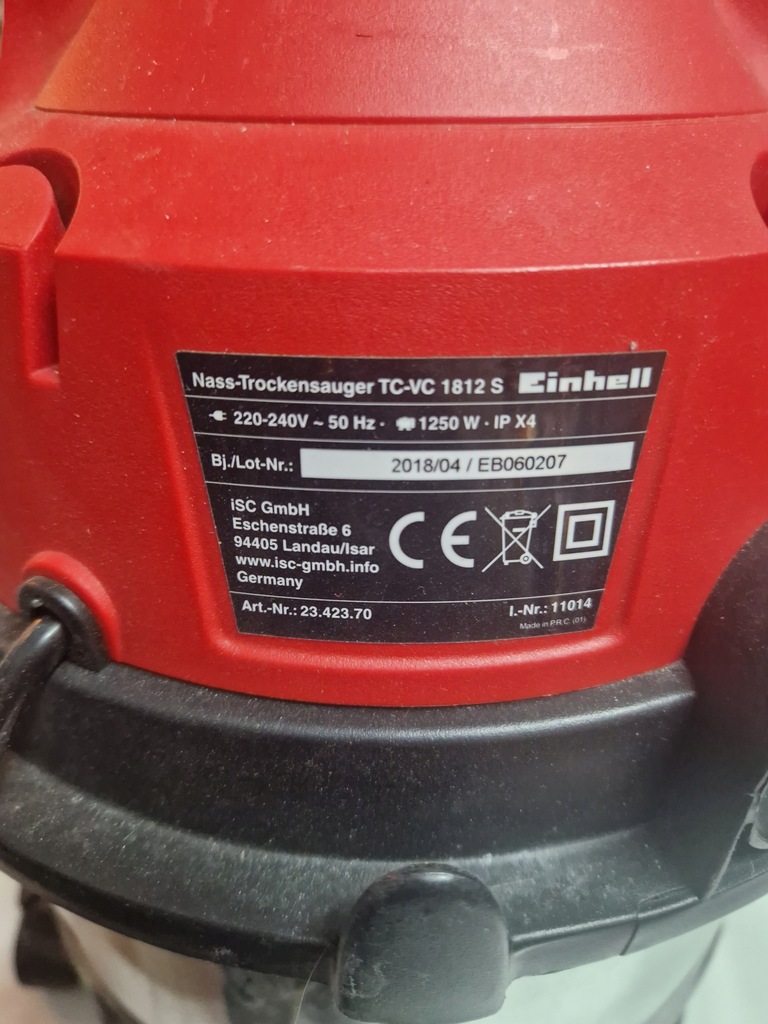 Nass-Trockensauger TC-VC 1812 S Einhell
220-240V ~ 50 Hz · 1250 W · IP X4
Bj./Lot-Nr.: 2018/04 / EB060207
iSC GmbH
Eschenstraße 6
94405 Landau/Isar
www.isc-gmbh.info
Germany
CE
Art.-Nr.: 23.423.70 I.-Nr.: 11014
Made in P.R.C. (01)